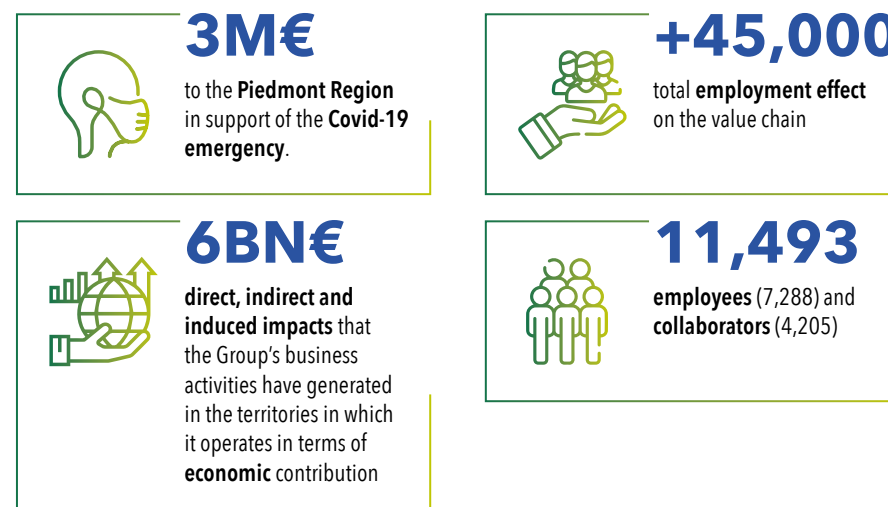 3M€
to the Piedmont Region
in support of the Covid-19
emergency.
+45,000
total employment effect
on the value chain
6BN€
direct, indirect and
induced impacts that
the Group's business
activities have generated
in the territories in which
it operates in terms of
economic contribution
11,493
employees (7,288) and
collaborators (4,205)